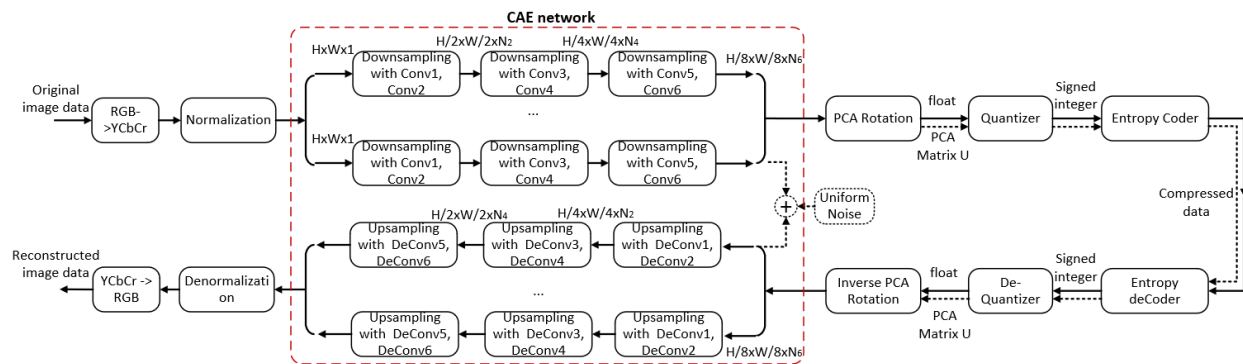 CAE network
HxWx1
H/2xW/2xN2
H/4xW/4xN4
H/8xW/8xN6
Downsampling
with Conv1,
Conv2
Downsampling
with Conv3,
Conv4
Downsampling
with Conv5,
Conv6
Original
image data
RGB-
>YCbCr
Normalization
...
HxWx1
Downsampling
with Conv1,
Conv2
Downsampling
with Conv3,
Conv4
Downsampling
with Conv5,
Conv6
PCA Rotation
float
PCA
Matrix U
Quantizer
Signed
integer
Entropy Coder
Uniform
Noise
+
Compressed
data
H/2xW/2xN4
H/4xW/4xN2
Upsampling
with DeConv5,
DeConv6
Upsampling
with DeConv3,
DeConv4
Upsampling
with DeConv1,
DeConv2
Reconstructed
image data
YCbCr ->
RGB
Denormalizati
on
...
Upsampling
with DeConv5,
DeConv6
Upsampling
with DeConv3,
DeConv4
Upsampling
with DeConv1,
DeConv2
H/8xW/8xN6
Inverse PCA
Rotation
float
PCA
Matrix U
De-
Quantizer
Signed
integer
Entropy
deCoder